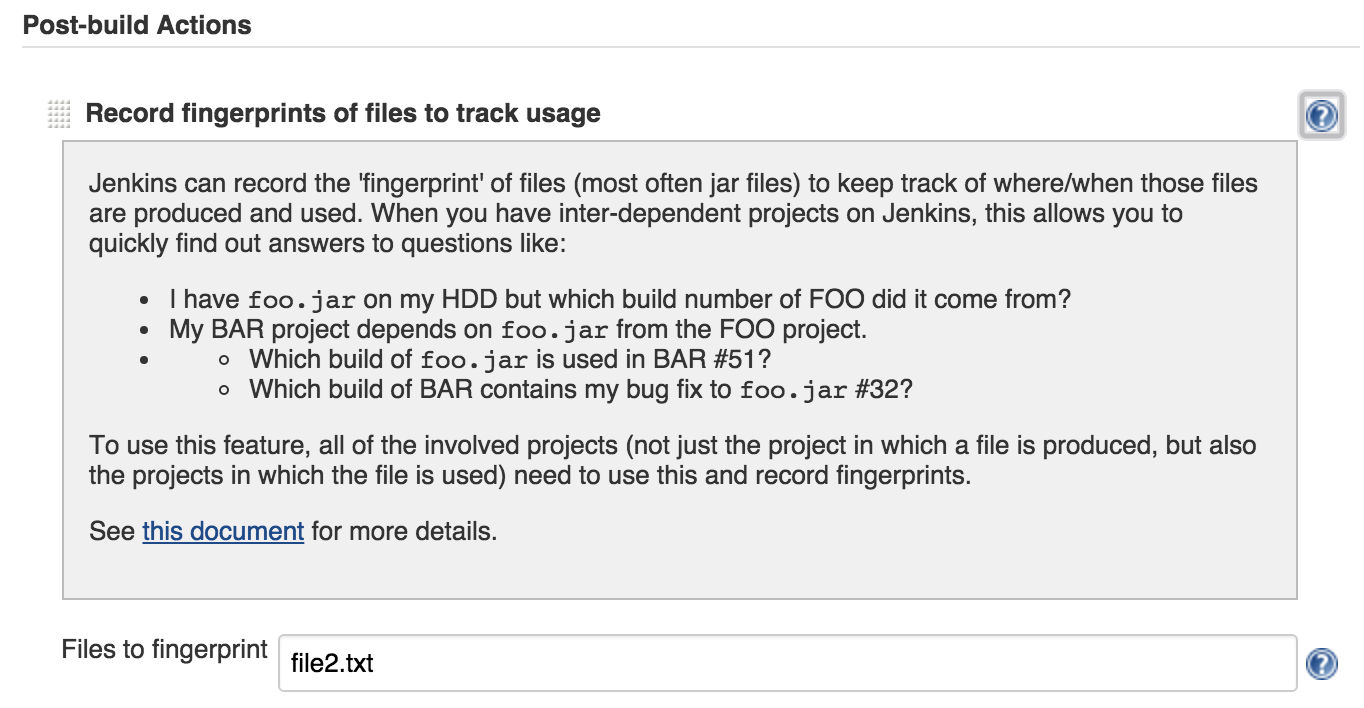 Post-build Actions
Record fingerprints of files to track usage
Jenkins can record the 'fingerprint' of files (most often jar files) to keep track of where/when those files
are produced and used. When you have inter-dependent projects on Jenkins, this allows you to
quickly find out answers to questions like:
• I have foo.jar on my HDD but which build number of FOO did it come from?
• My BAR project depends on foo.jar from the FOO project.
• ◦ Which build of foo.jar is used in BAR #51?
◦ Which build of BAR contains my bug fix to foo.jar #32?
To use this feature, all of the involved projects (not just the project in which a file is produced, but also
the projects in which the file is used) need to use this and record fingerprints.
See this document for more details.
Files to fingerprint file2.txt